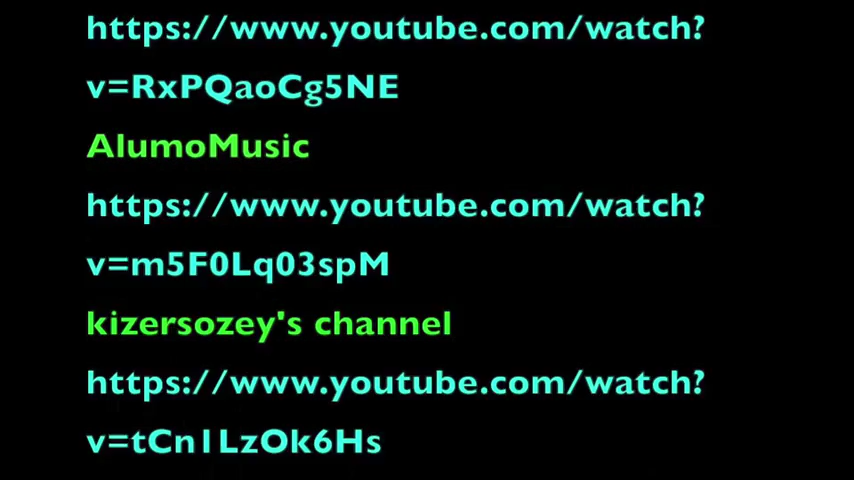 https://www.youtube.com/watch?
v=RxPQaoCg5NE
AlumoMusic
https://www.youtube.com/watch?
v=m5F0Lq03spM
kizersozey's channel
https://www.youtube.com/watch?
v=tCn1LzOk6Hs